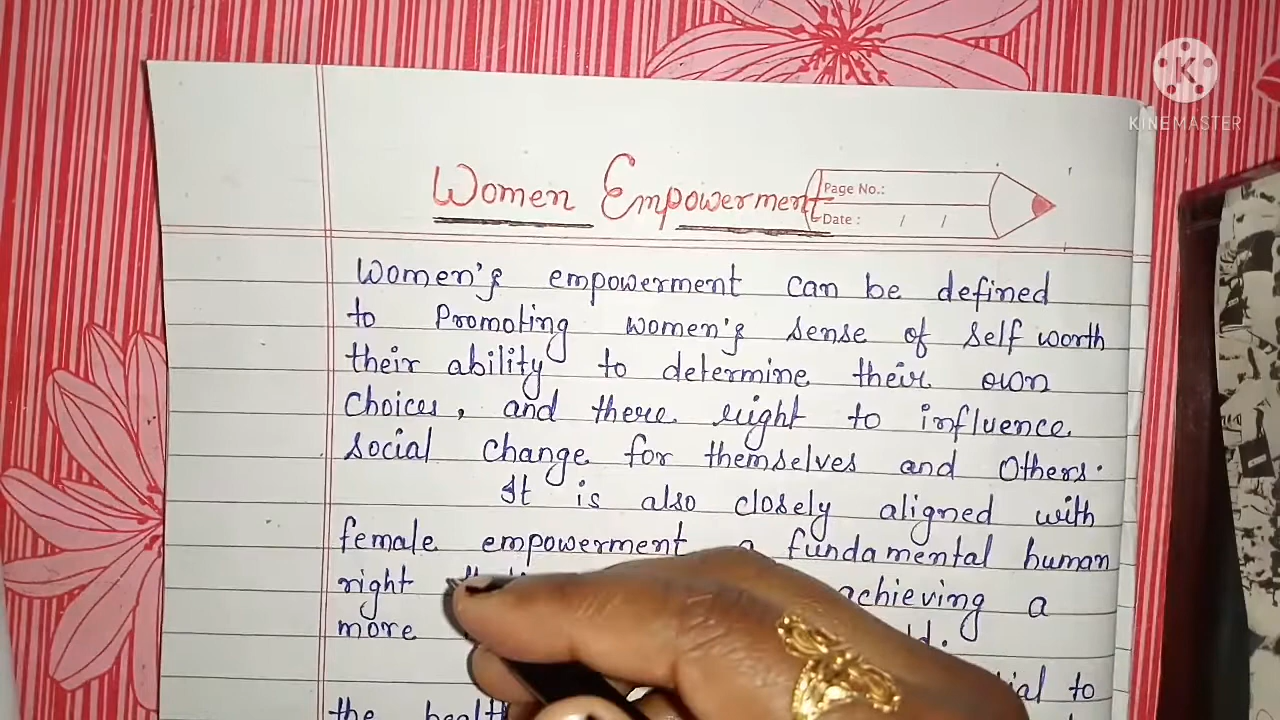 KINEMASTER
Women Empowerment
Page No.:
Date : / /
Women's empowerment can be defined
to Promoting women's sense of self worth
their ability to determine their own
Choices, and there right to influence
social change for themselves and Others.
It is also closely aligned with
female empowerment a fundamental human
right achieving a
more
to
the